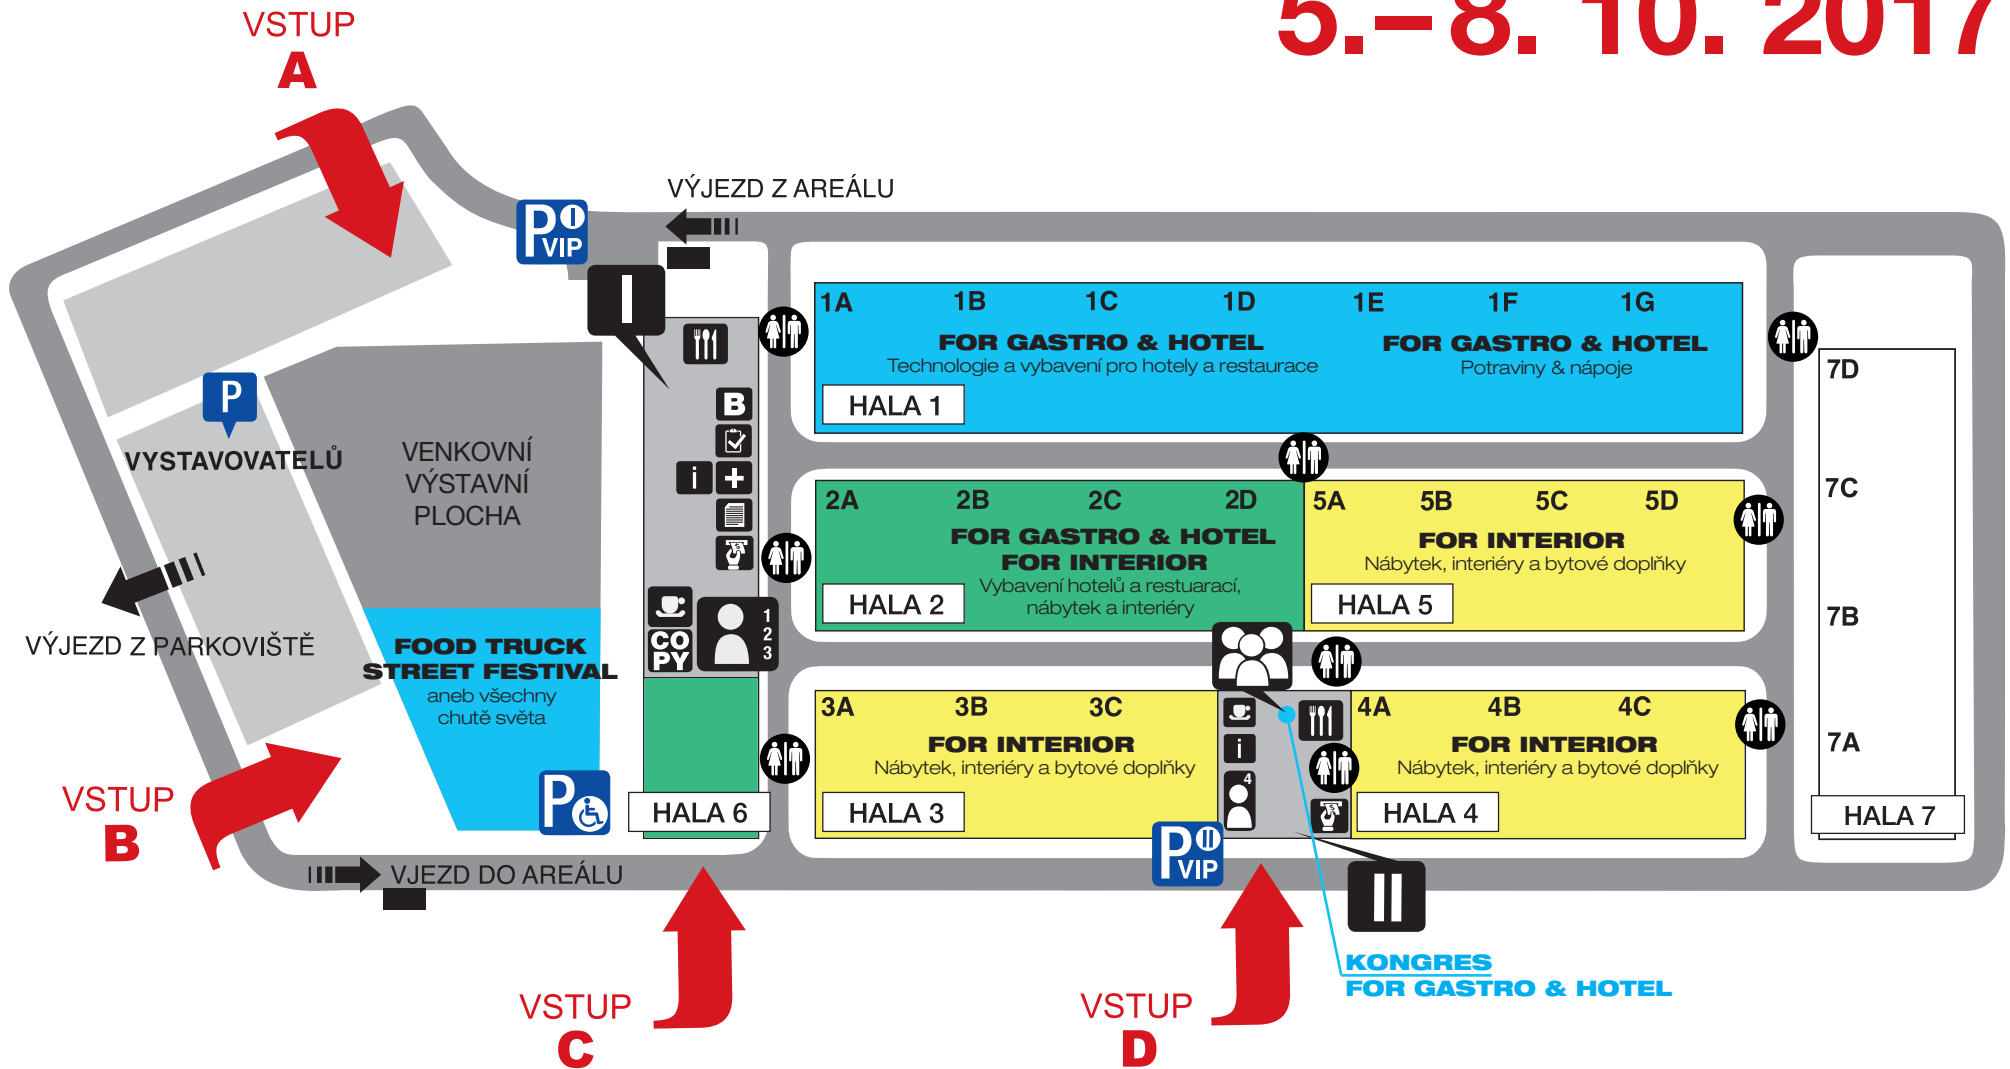 5.–8. 10. 2017
VSTUP
A
VÝJEZD Z AREÁLU
P I
VIP
I
1A 1B 1C 1D 1E 1F 1G
FOR GASTRO & HOTEL
Technologie a vybavení pro hotely a restaurace
FOR GASTRO & HOTEL
Potraviny & nápoje
HALA 1
7D
7C
7B
7A
HALA 7
P
VYSTAVOVATELŮ
VENKOVNÍ
VÝSTAVNÍ
PLOCHA
B
i
2A 2B 2C 2D
FOR GASTRO & HOTEL
FOR INTERIOR
Vybavení hotelů a restuarací,
nábytek a interiéry
HALA 2
5A 5B 5C 5D
FOR INTERIOR
Nábytek, interiéry a bytové doplňky
HALA 5
VÝJEZD Z PARKOVIŠTĚ
FOOD TRUCK
STREET FESTIVAL
aneb všechny
chutě světa
CO
PY
1
2
3
3A 3B 3C
FOR INTERIOR
Nábytek, interiéry a bytové doplňky
HALA 3
i
4
4A 4B 4C
FOR INTERIOR
Nábytek, interiéry a bytové doplňky
HALA 4
VSTUP
B
P
HALA 6
P II
VIP
II
VJEZD DO AREÁLU
KONGRES
FOR GASTRO & HOTEL
VSTUP
C
VSTUP
D